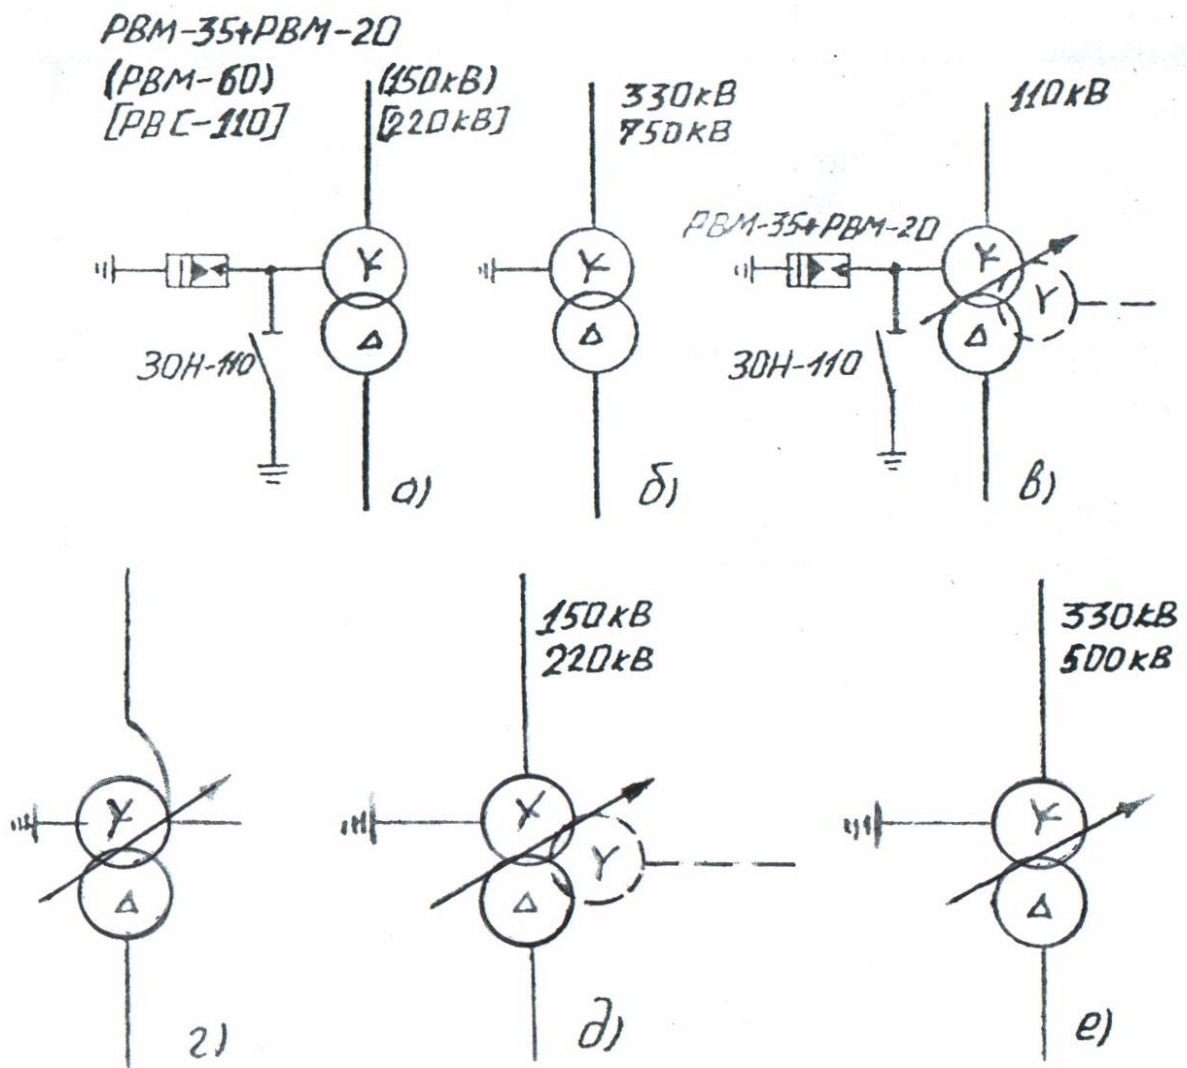 РВМ-35+РВМ-20
(РВМ-60)
[РВС-110]
(150кВ)
[220кВ]
330кВ
750кВ
110кВ
РВМ-35+РВМ-20
Y
Δ
Y
Δ
Y
Y
Δ
ЗОН-110
ЗОН-110
а)
б)
в)
150кВ
220кВ
330кВ
500кВ
Y
Δ
Y
Y
Δ
Y
Δ
г)
д)
е)